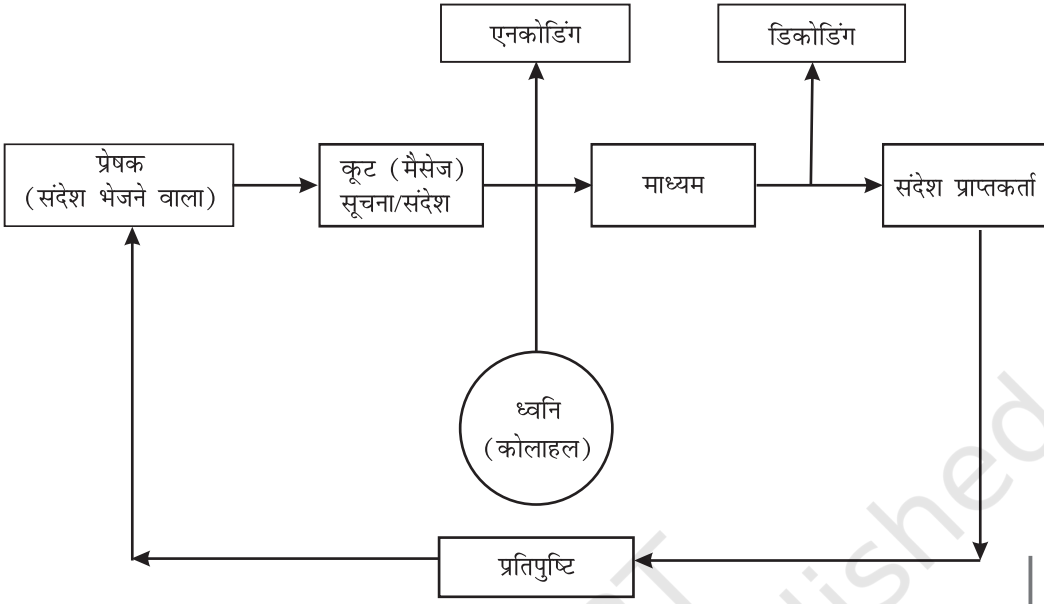 एनकोडिंग
डिकोडिंग
प्रेषक
(संदेश भेजने वाला)
कूट (मैसेज)
सूचना/संदेश
माध्यम
संदेश प्राप्तकर्ता
ध्वनि
(कोलाहल)
प्रतिपुष्टि